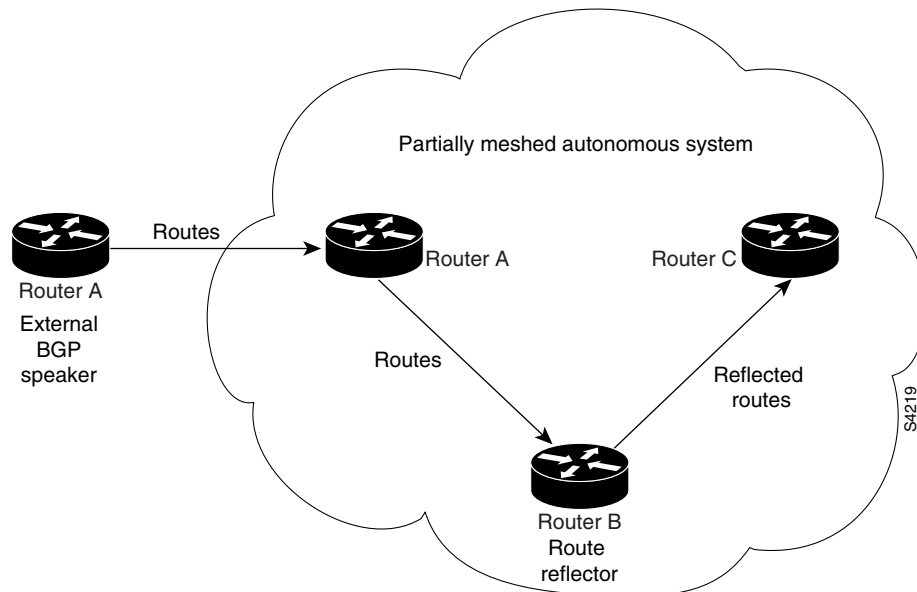 Partially meshed autonomous system
Routes
Router A
Router A
Router C
External
BGP
speaker
Routes
Reflected
routes
S4219
Router B
Route
reflector